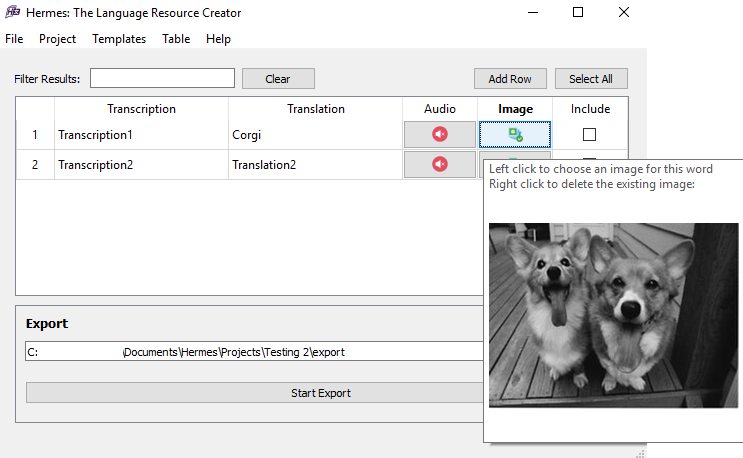 Hermes: The Language Resource Creator
File Project Templates Table Help
Filter Results: Clear Add Row Select All
Transcription Translation Audio Image Include
1 Transcription1 Corgi
2 Transcription2 Translation2
Left click to choose an image for this word
Right click to delete the existing image:
Export
C: \Documents\Hermes\Projects\Testing 2\export
Start Export